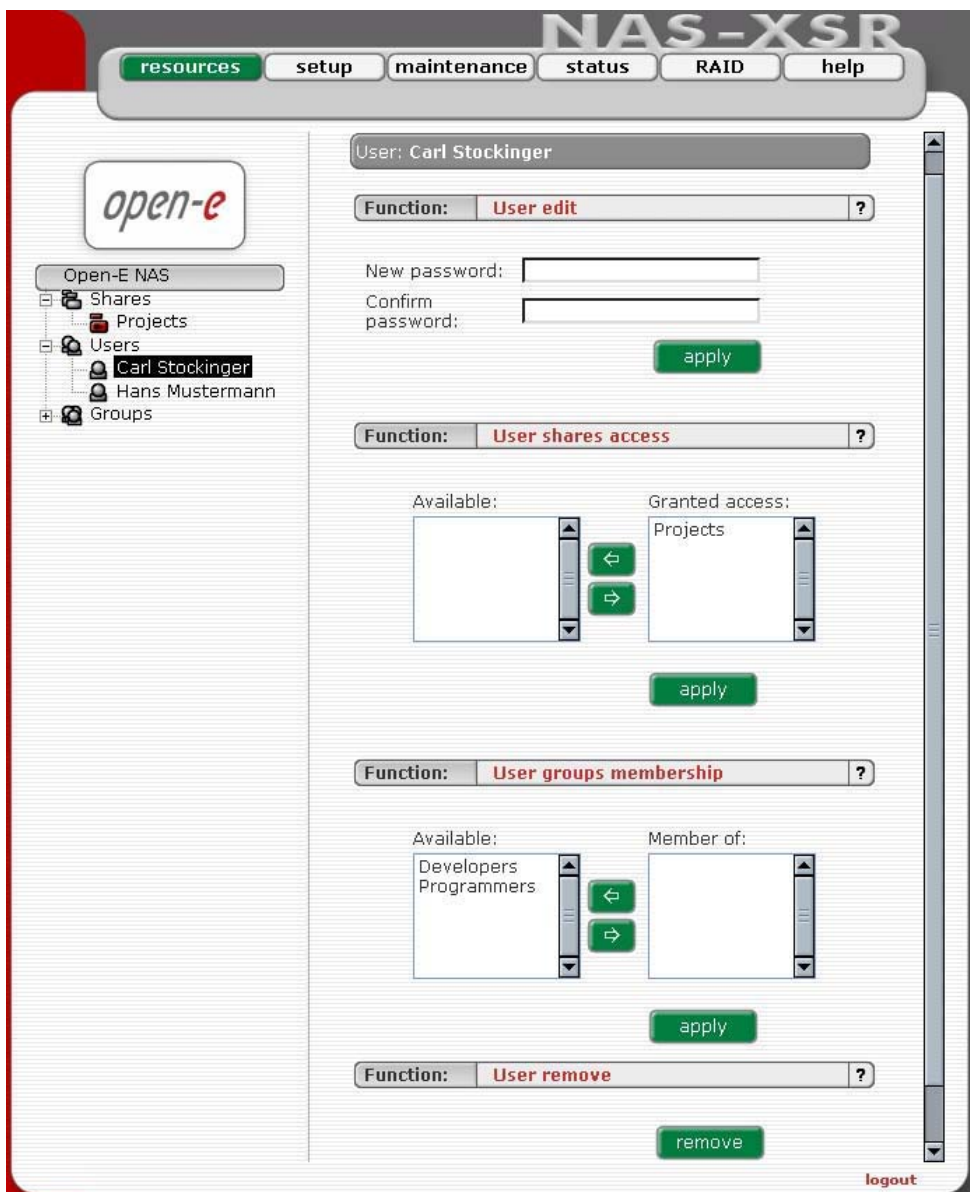 NAS-XSR
resources setup maintenance status RAID help
open-e
Open-E NAS
Shares
Projects
Users
Carl Stockinger
Hans Mustermann
Groups
User: Carl Stockinger
Function: User edit ?
New password:
Confirm
password:
apply
Function: User shares access ?
Available: Granted access:
Projects
apply
Function: User groups membership ?
Available: Member of:
Developers
Programmers
apply
Function: User remove ?
remove
logout